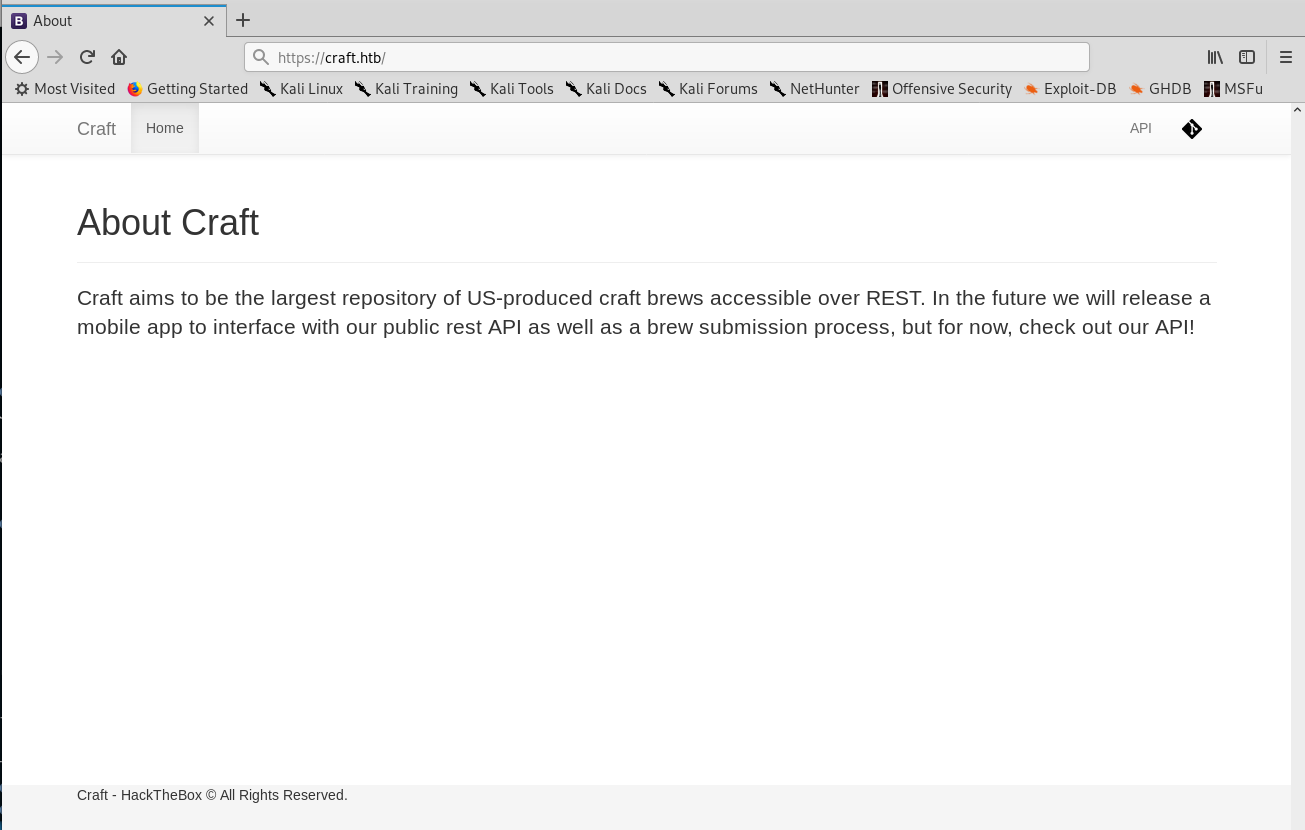 B About
https://craft.htb/
Most Visited Getting Started Kali Linux Kali Training Kali Tools Kali Docs Kali Forums NetHunter Offensive Security Exploit-DB GHDB MSFu
Craft Home API
About Craft
Craft aims to be the largest repository of US-produced craft brews accessible over REST. In the future we will release a
mobile app to interface with our public rest API as well as a brew submission process, but for now, check out our API!
Craft - HackTheBox © All Rights Reserved.